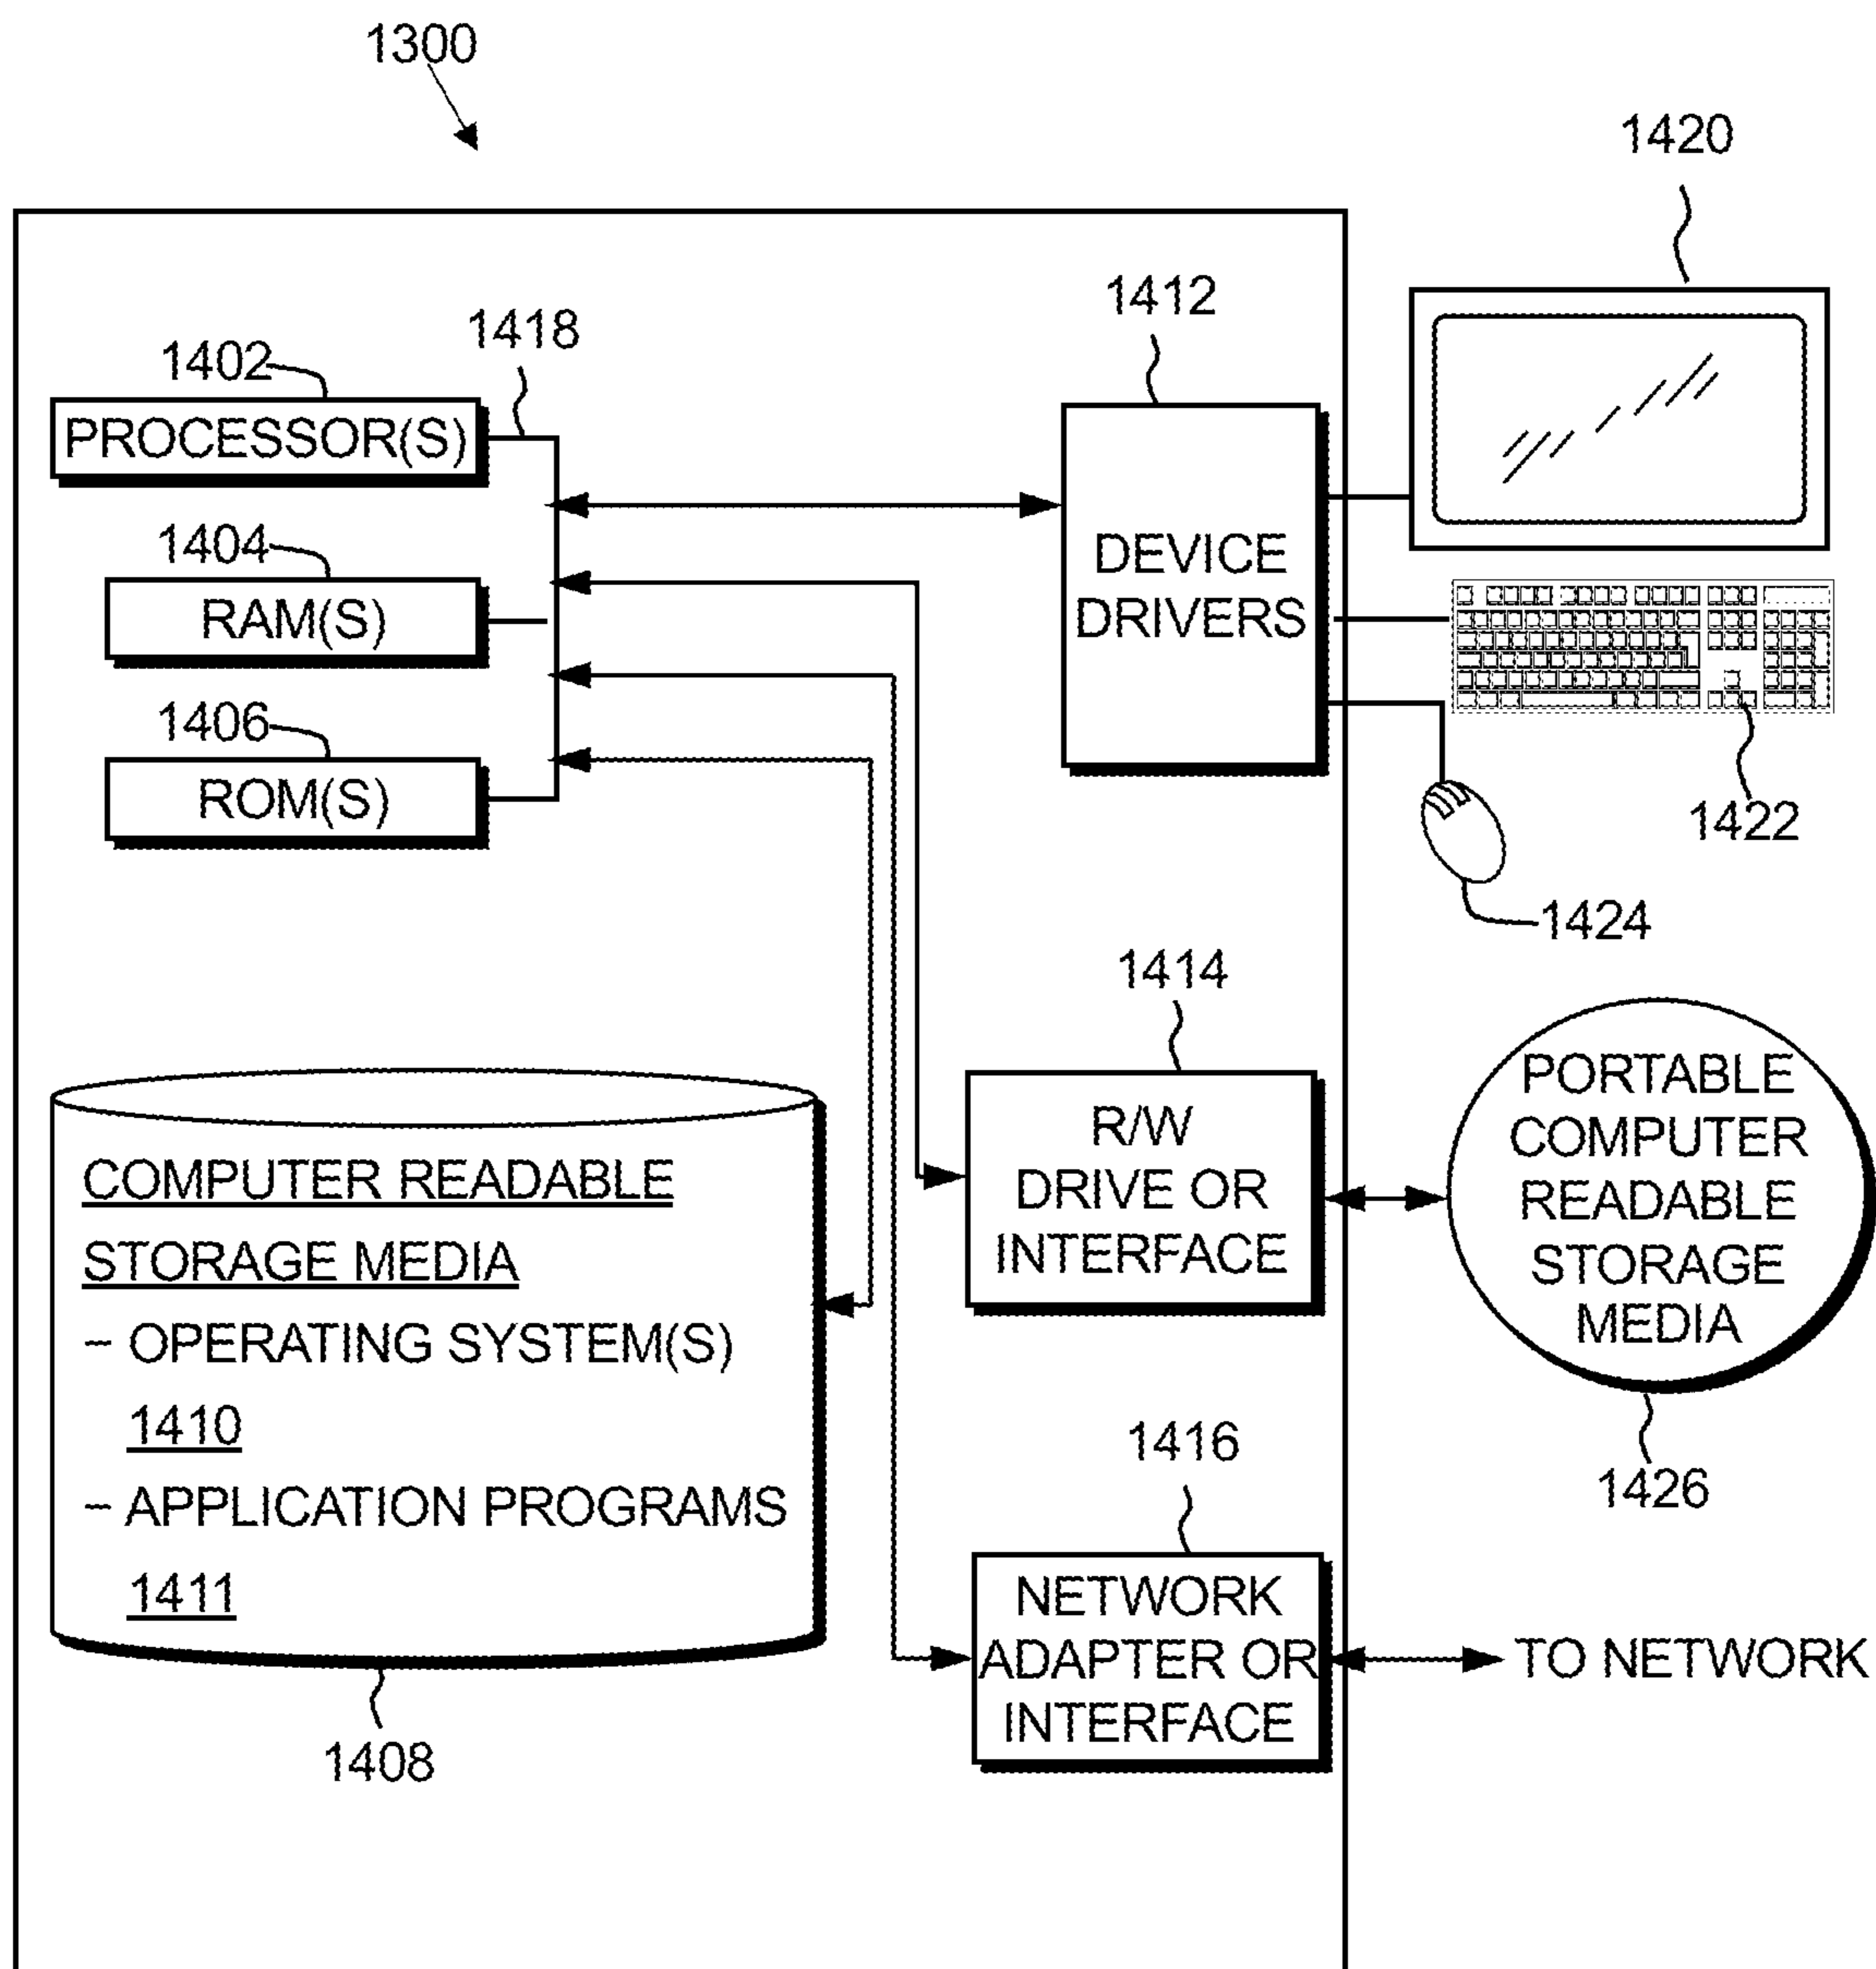 1300
1420
1412
1418
1402
PROCESSOR(S)
1404
RAM(S)
1406
ROM(S)
DEVICE
DRIVERS
1422
1424
1414
R/W
DRIVE OR
INTERFACE
PORTABLE
COMPUTER
READABLE
STORAGE
MEDIA
1426
COMPUTER READABLE
STORAGE MEDIA
– OPERATING SYSTEM(S)
1410
– APPLICATION PROGRAMS
1411
1408
1416
NETWORK
ADAPTER OR
INTERFACE
TO NETWORK